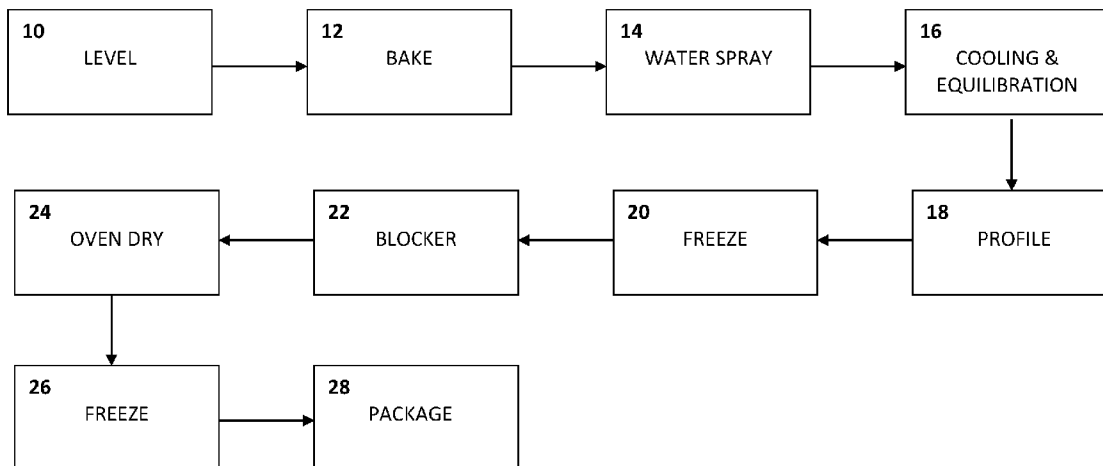 10
LEVEL
12
BAKE
14
WATER SPRAY
16
COOLING &
EQUILIBRATION
18
PROFILE
20
FREEZE
22
BLOCKER
24
OVEN DRY
26
FREEZE
28
PACKAGE